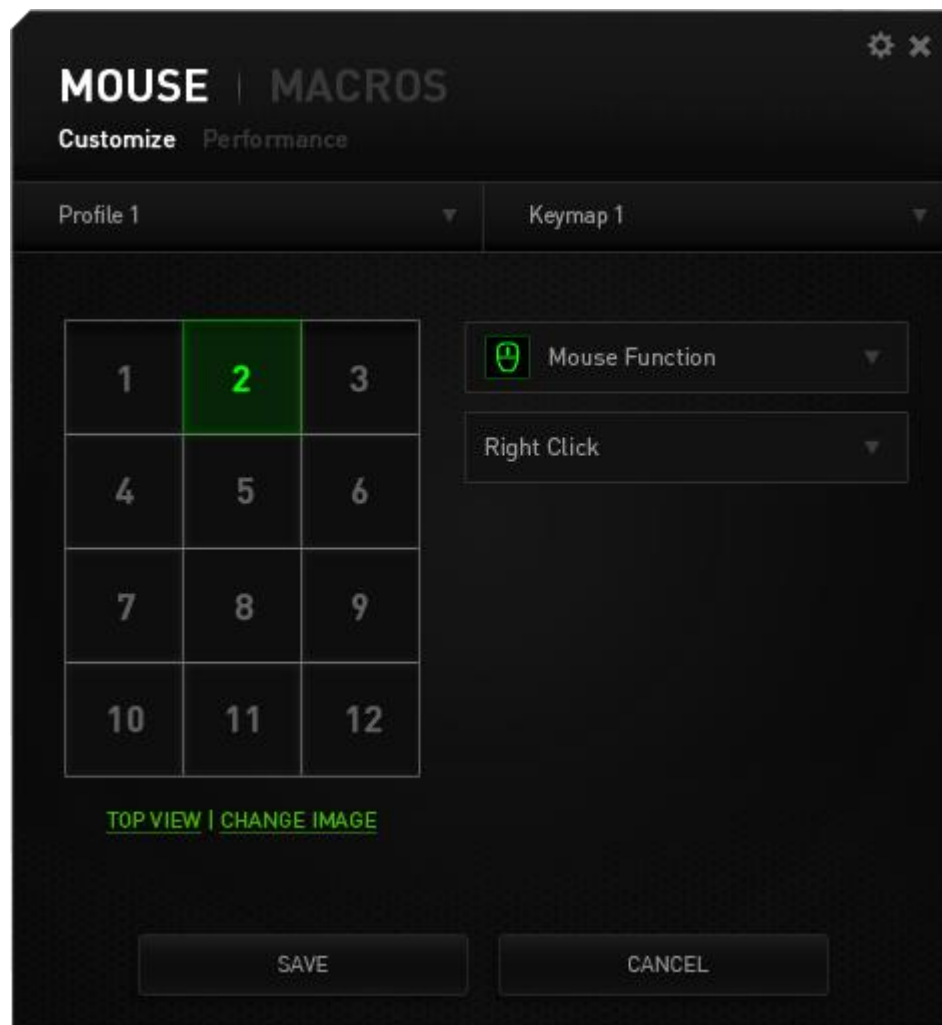 MOUSE | MACROS
Customize Performance
Profile 1 Keymap 1
1 2 3
4 5 6
7 8 9
10 11 12
Mouse Function
Right Click
TOP VIEW | CHANGE IMAGE
SAVE CANCEL